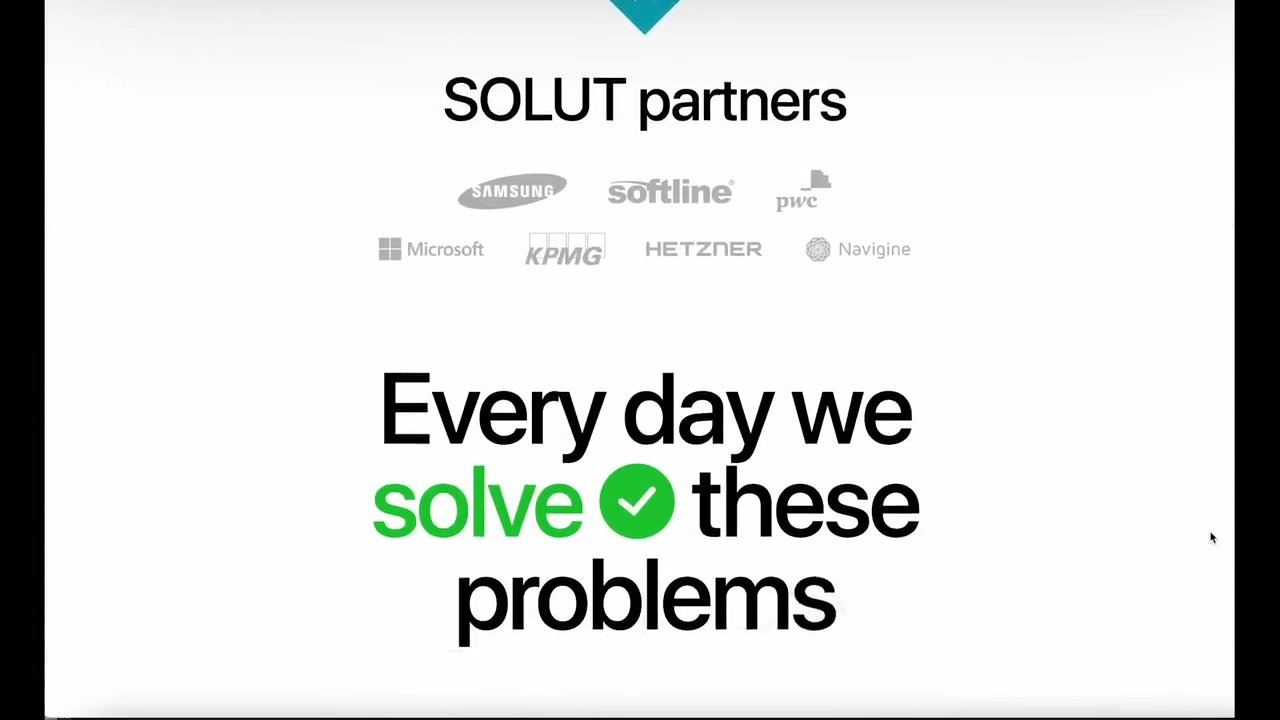 SOLUT partners
SAMSUNG softline® pwc
Microsoft KPMG HETZNER Navigine
Every day we
solve these
problems